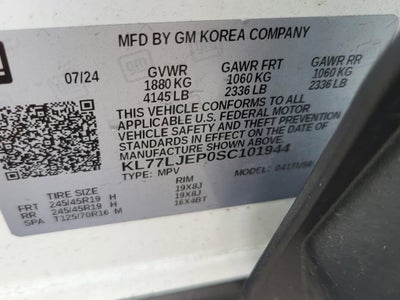 MFD BY GM KOREA COMPANY
07/24 GVWR GAWR FRT GAWR RR
1880 KG 1060 KG 1060 KG
4145 LB 2336 LB 2336 LB
THIS VEHICLE CONFORMS TO ALL
APPLICABLE U.S. FEDERAL MOTOR
VEHICLE SAFETY, BUMPER, AND THEFT
PREVENTION STANDARDS IN EFFECT ON
THE DATE OF MANUFACTURE SHOWN ABOVE.
KL77LJEP0SC101944
TYPE: MPV MODEL:
TIRE SIZE RIM
FRT 245/45R19 H 19X8J
RR 245/45R19 H 19X8J
SPA T125/70R16 M 16X4BT